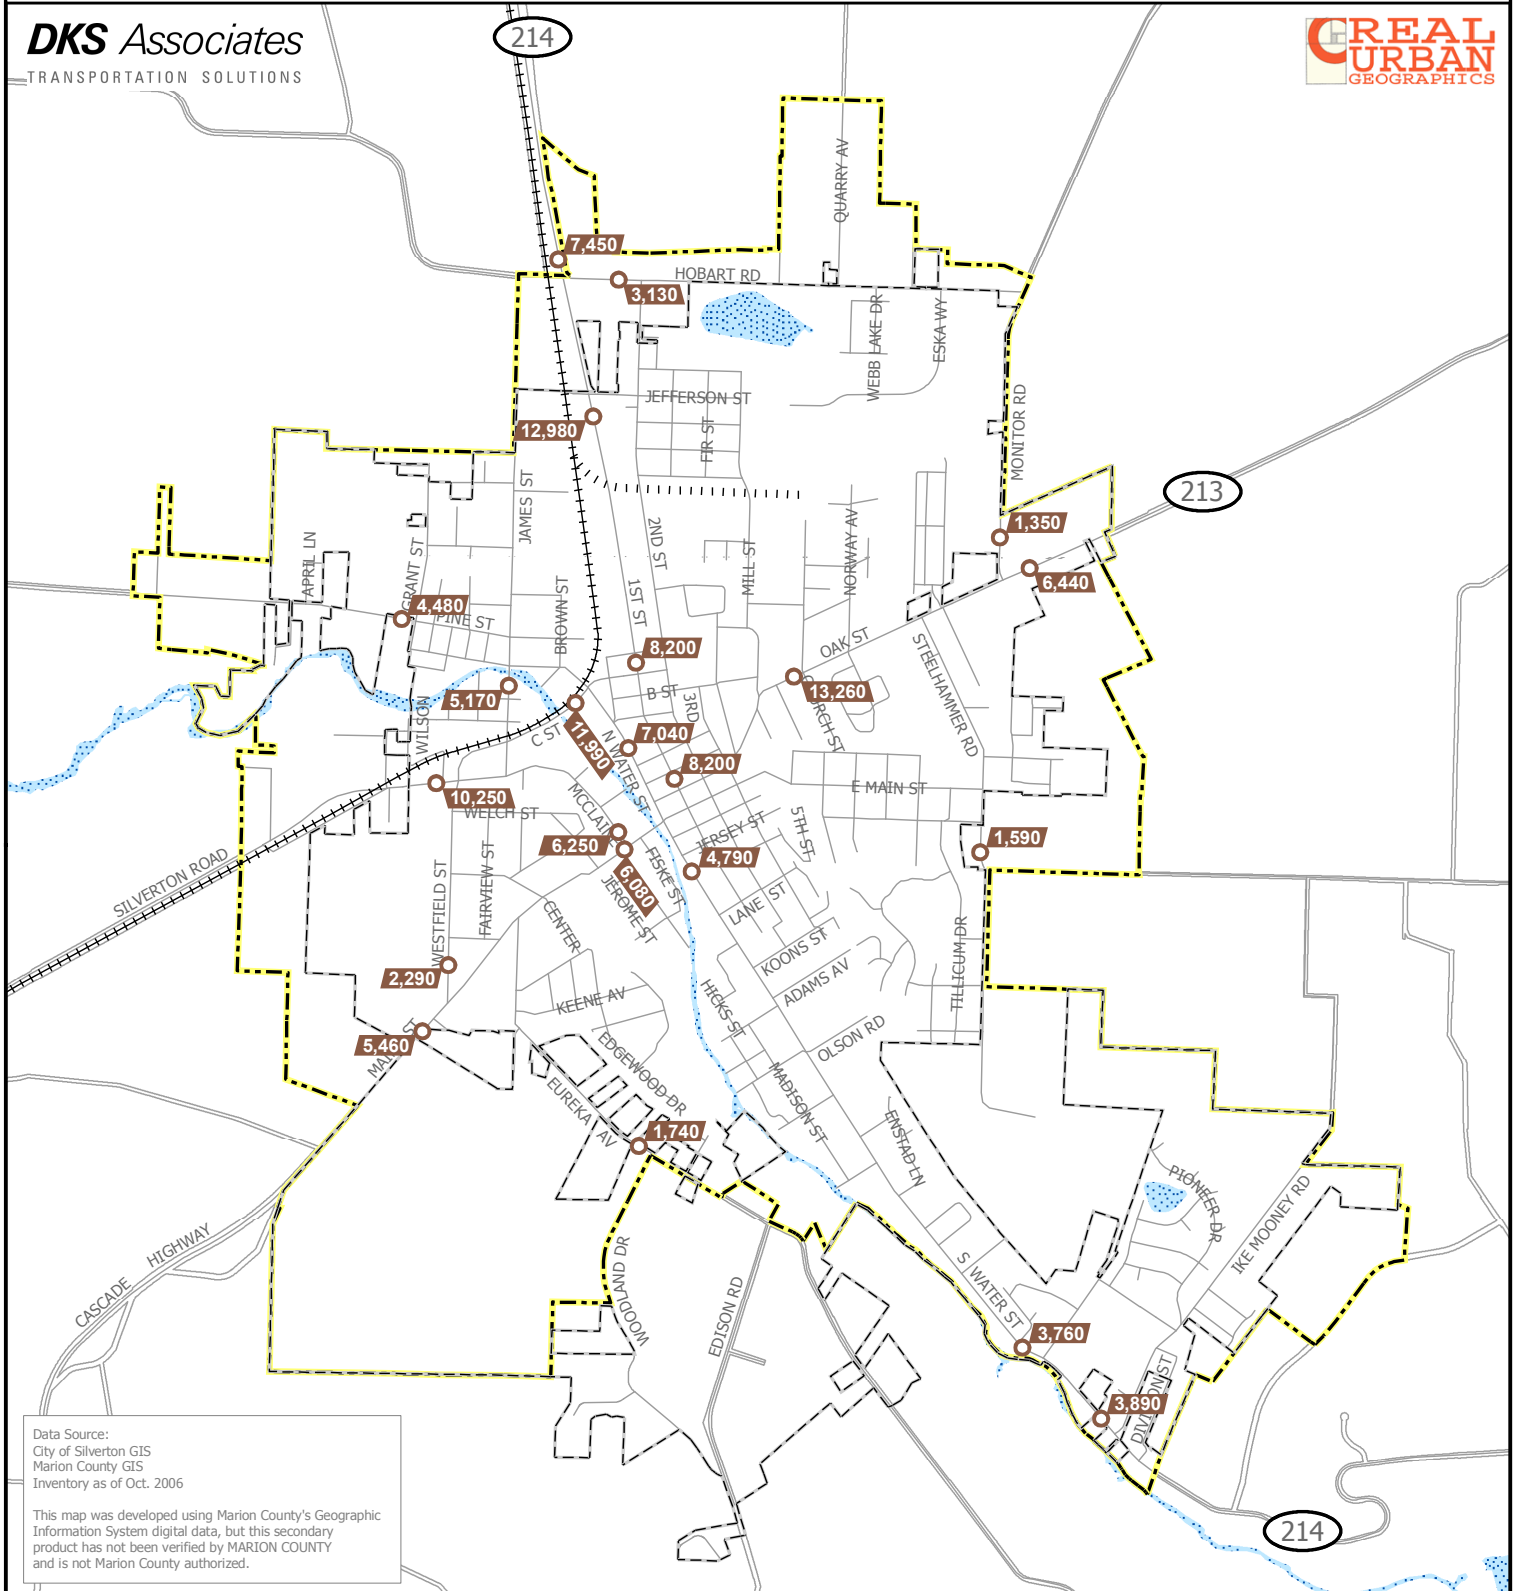 DKS Associates
TRANSPORTATION SOLUTIONS
214
CREAL
URBAN
GEOGRAPHICS
QUARRY AV
7,450
HOBART RD
3,130
WEBB LAKE DR
ESKA WY
JEFFERSON ST
12,980
FIR ST
MONITOR RD
213
JAMES ST
1,350
2ND ST
NORWAY AV
APRIL LN
GRANT ST
MILL ST
6,440
BROWN ST
1ST ST
4,480
PINE ST
OAK ST
8,200
STEELHAMMER RD
5,170
B ST
3RD
13,260
CHURCH ST
WILSON
C ST
11,990
N WATER ST
7,040
8,200
10,250
WELCH ST
MCCLAINE
E MAIN ST
6,250
JERSEY ST
5TH ST
1,590
SILVERTON ROAD
6,080
FISKE ST
4,790
WESTFIELD ST
FAIRVIEW ST
JEROME ST
LANE ST
CENTER
KOONS ST
TILLICUM DR
2,290
KEENE AV
HICKS ST
ADAMS AV
MAIN ST
5,460
EDGEWOOD DR
OLSON RD
EUREKA AV
MADISON ST
1,740
ENSTAD LN
PIONEER DR
IKE MOONEY RD
CASCADE HIGHWAY
WOODLAND DR
EDISON RD
S WATER ST
3,760
DIVISION ST
3,890
214
Data Source:
City of Silverton GIS
Marion County GIS
Inventory as of Oct. 2006
This map was developed using Marion County's Geographic
Information System digital data, but this secondary
product has not been verified by MARION COUNTY
and is not Marion County authorized.